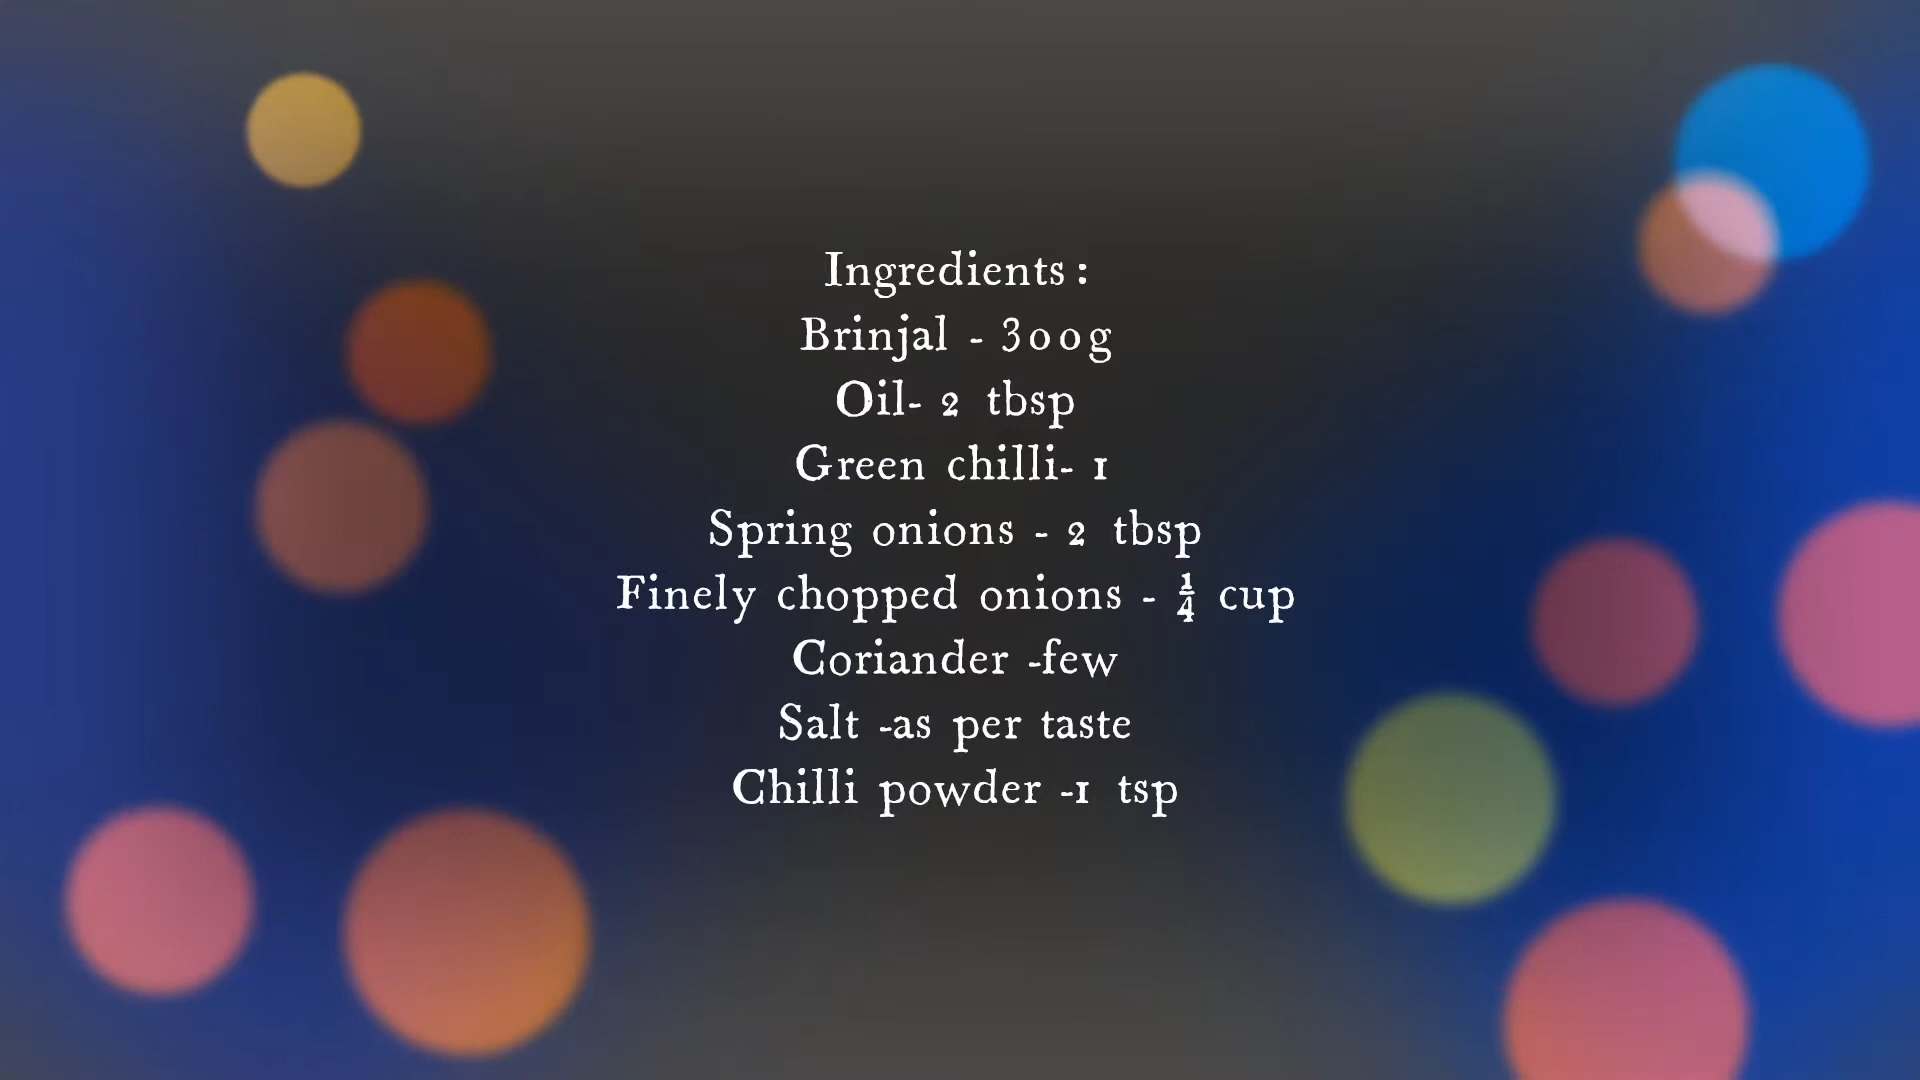 Ingredients :
Brinjal - 300g
Oil- 2 tbsp
Green chilli- 1
Spring onions - 2 tbsp
Finely chopped onions - ¼ cup
Coriander -few
Salt -as per taste
Chilli powder -1 tsp